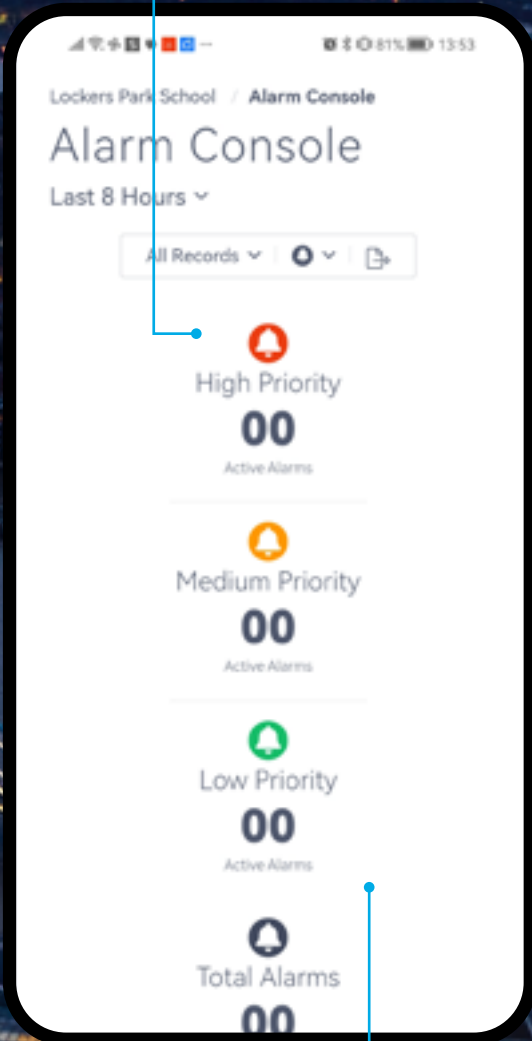 81% 13:53
Lockers Park School / Alarm Console
Alarm Console
Last 8 Hours
All Records
High Priority
00
Active Alarms
Medium Priority
00
Active Alarms
Low Priority
00
Active Alarms
Total Alarms
00